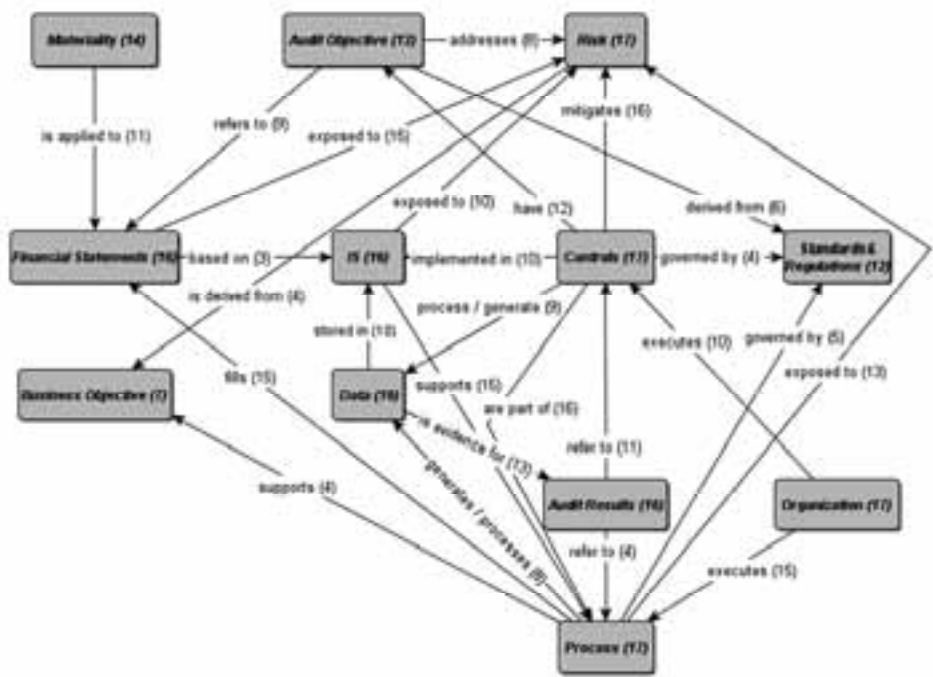 Materiality (14)
Audit Objective (13)
addresses (8)
Risk (17)
is applied to (11)
refers to (9)
exposed to (15)
mitigates (16)
exposed to (10)
have (12)
derived from (6)
Financial Statements (16)
based on (3)
IS (16)
implemented in (10)
Controls (17)
governed by (4)
Standards &
Regulations (12)
is derived from (4)
process / generate (9)
stored in (10)
executes (10)
governed by (5)
exposed to (13)
Business Objective (7)
fills (15)
Data (16)
supports (15)
are part of (16)
is evidence for (13)
refer to (11)
supports (4)
generates / processes (8)
Audit Results (16)
Organization (17)
refer to (4)
executes (15)
Process (17)